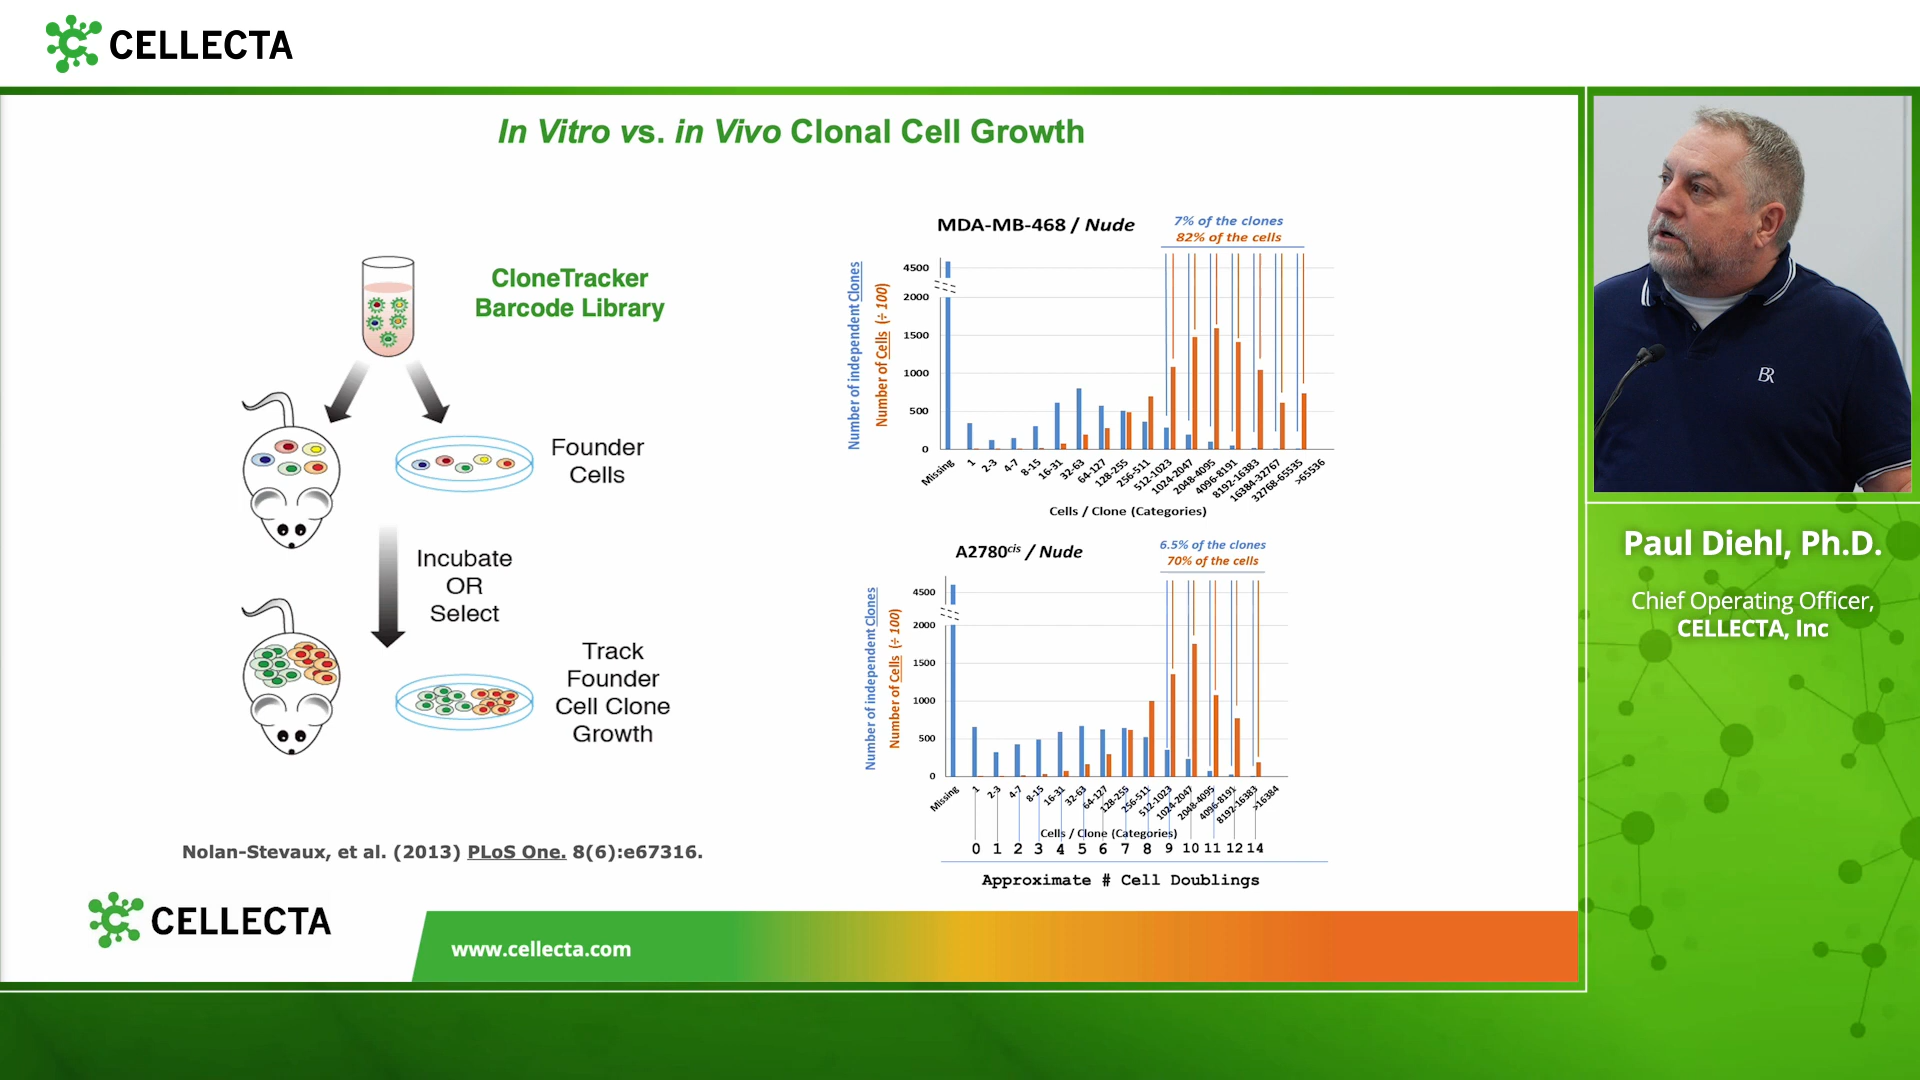 CELLECTA
In Vitro vs. in Vivo Clonal Cell Growth
CloneTracker
Barcode Library
Founder
Cells
Incubate
OR
Select
Track
Founder
Cell Clone
Growth
Nolan-Stevaux, et al. (2013) PLoS One. 8(6):e67316.
MDA-MB-468 / Nude
7% of the clones
82% of the cells
Number of independent Clones
Number of Cells (÷ 100)
4500
2000
1500
1000
500
0
Missing
1
2-3
4-7
8-15
16-31
32-63
64-127
128-255
256-511
512-1023
1024-2047
2048-4095
4096-8191
8192-16383
16384-32767
32768-65535
>65536
Cells / Clone (Categories)
A2780cis / Nude
6.5% of the clones
70% of the cells
Number of independent Clones
Number of Cells (÷ 100)
4500
2000
1500
1000
500
0
Missing
1
2-3
4-7
8-15
16-31
32-63
64-127
128-255
256-511
512-1023
1024-2047
2048-4095
4096-8191
8192-16383
>16384
Cells / Clone (Categories)
0 1 2 3 4 5 6 7 8 9 10 11 12 14
Approximate # Cell Doublings
CELLECTA
www.cellecta.com
BR
Paul Diehl, Ph.D.
Chief Operating Officer,
CELLECTA, Inc